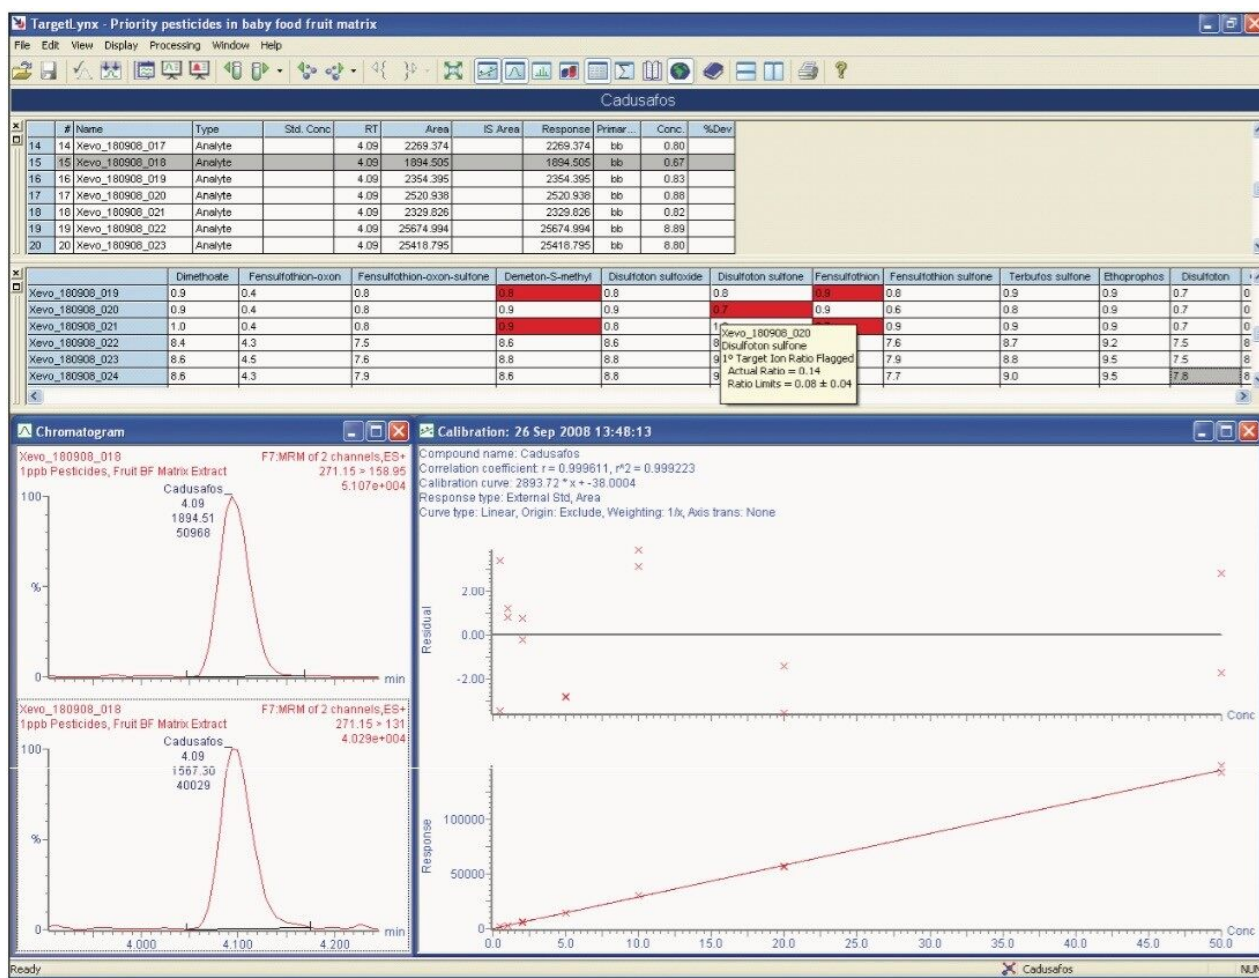 TargetLynx - Priority pesticides in baby food fruit matrix
File Edit View Display Processing Window Help
Cadusafos
# Name Type Std. Conc RT Area IS Area Response Primar... Conc. %Dev
14 14 Xevo_180908_017 Analyte 4.09 2269.374 2269.374 bb 0.80
15 15 Xevo_180908_018 Analyte 4.09 1894.505 1894.505 bb 0.67
16 16 Xevo_180908_019 Analyte 4.09 2354.395 2354.395 bb 0.83
17 17 Xevo_180908_020 Analyte 4.09 2520.938 2520.938 bb 0.88
18 18 Xevo_180908_021 Analyte 4.09 2329.826 2329.826 bb 0.82
19 19 Xevo_180908_022 Analyte 4.09 25674.994 25674.994 bb 8.89
20 20 Xevo_180908_023 Analyte 4.09 25418.795 25418.795 bb 8.80
Dimethoate Fensulfothion-oxon Fensulfothion-oxon-sulfone Demeton-S-methyl Disulfoton sulfoxide Disulfoton sulfone Fensulfothion Fensulfothion sulfone Terbufos sulfone Ethoprophos Disulfoton
Xevo_180908_019 0.9 0.4 0.8 0.8 0.8 0.8 0.9 0.8 0.9 0.9 0.7 0
Xevo_180908_020 0.9 0.4 0.8 0.9 0.9 0.7 0.9 0.6 0.8 0.9 0.7 0
Xevo_180908_021 1.0 0.4 0.8 0.9 0.8 0.9 0.9 0.9 0.7 0
Xevo_180908_022 8.4 4.3 7.5 8.6 8.6 7.6 8.7 9.2 7.5 8
Xevo_180908_023 8.6 4.5 7.6 8.8 8.8 9 7.9 8.8 9.5 7.5 8
Xevo_180908_024 8.6 4.3 7.9 8.6 8.8 9 7.7 9.0 9.5 7.8 8
Xevo_180908_020
Disulfoton sulfone
1º Target Ion Ratio Flagged
Actual Ratio = 0.14
Ratio Limits = 0.08 ± 0.04
Chromatogram
Xevo_180908_018 F7:MRM of 2 channels,ES+
1ppb Pesticides, Fruit BF Matrix Extract 271.15 > 158.95
5.107e+004
Cadusafos
4.09
1894.51
50968
100
%
0
min
Xevo_180908_018 F7:MRM of 2 channels,ES+
1ppb Pesticides, Fruit BF Matrix Extract 271.15 > 131
4.029e+004
Cadusafos
4.09
1567.30
40029
100
%
0
min
4.000 4.100 4.200
Calibration: 26 Sep 2008 13:48:13
Compound name: Cadusafos
Correlation coefficient: r = 0.999611, r^2 = 0.999223
Calibration curve: 2893.72 * x + -38.0004
Response type: External Std, Area
Curve type: Linear, Origin: Exclude, Weighting: 1/x, Axis trans: None
Residual
2.00
0.00
-2.00
Conc
Response
100000
50000
0
Conc
0.0 5.0 10.0 15.0 20.0 25.0 30.0 35.0 40.0 45.0 50.0
Ready Cadusafos NUM